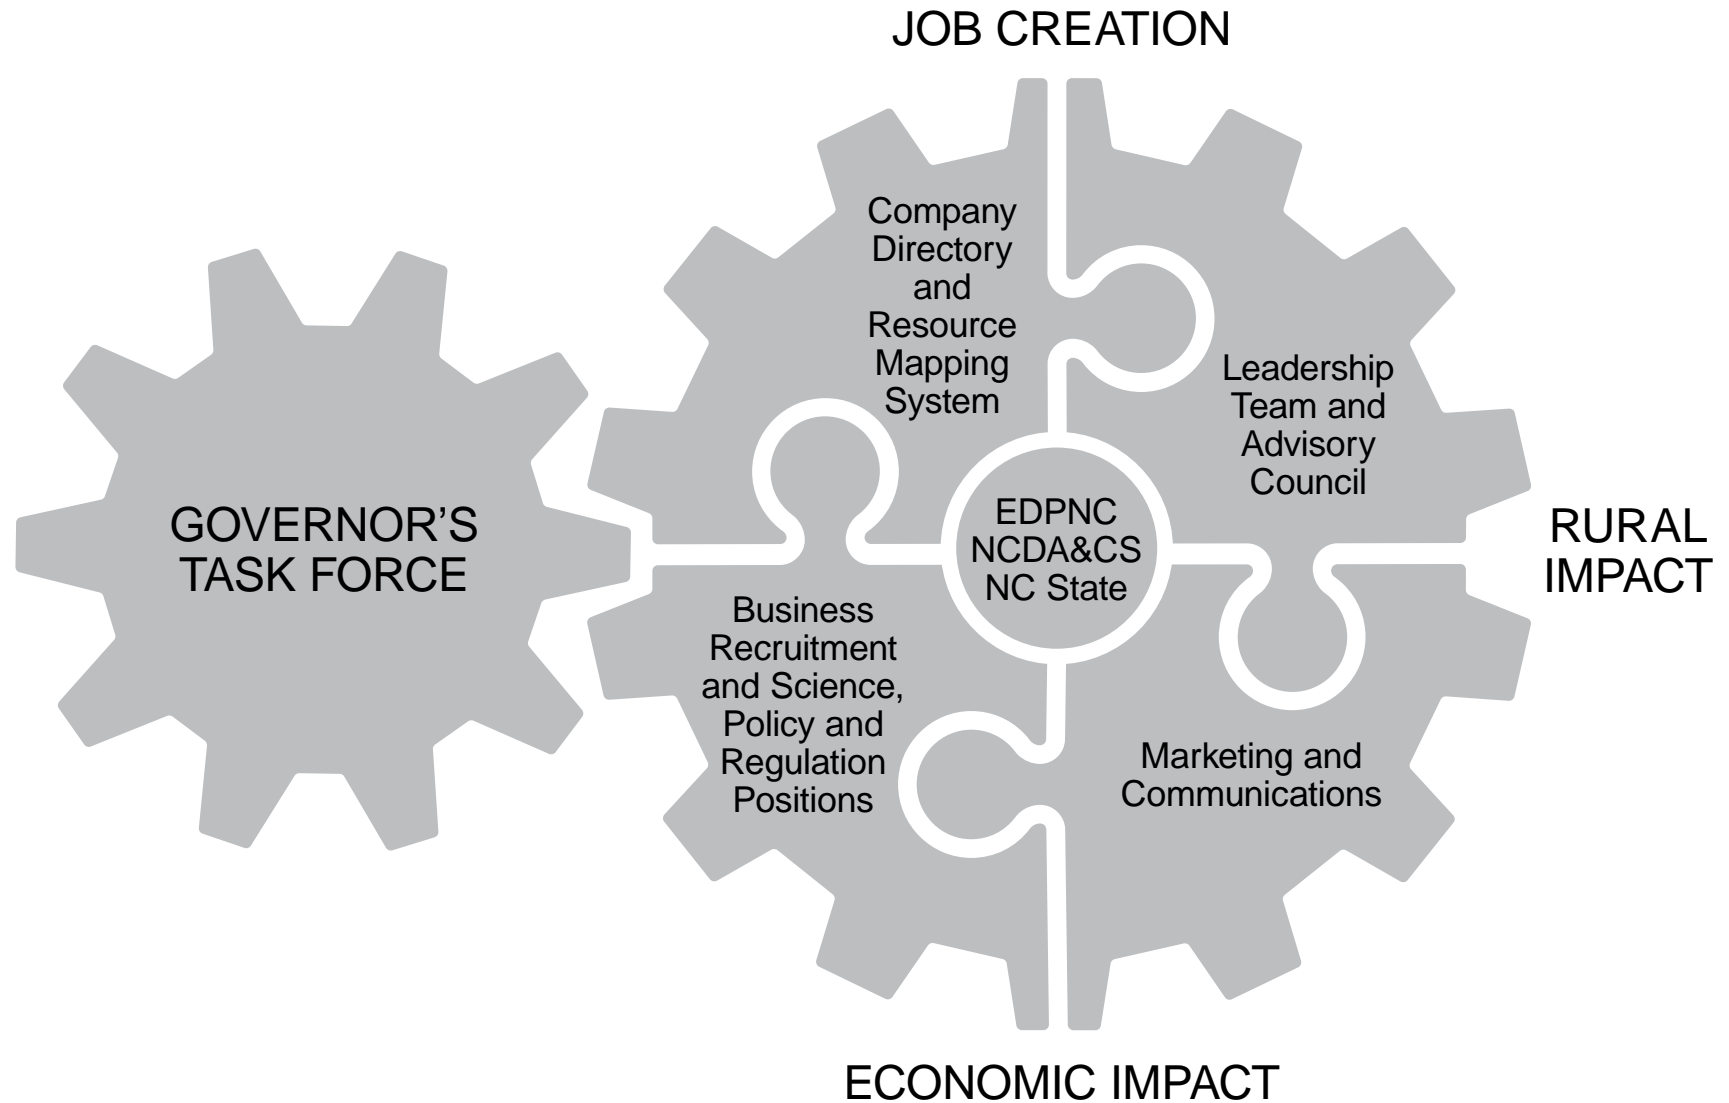 JOB CREATION
Company
Directory
and
Resource
Mapping
System
Leadership
Team and
Advisory
Council
GOVERNOR’S
TASK FORCE
EDPNC
NCDA&CS
NC State
RURAL
IMPACT
Business
Recruitment
and Science,
Policy and
Regulation
Positions
Marketing and
Communications
ECONOMIC IMPACT